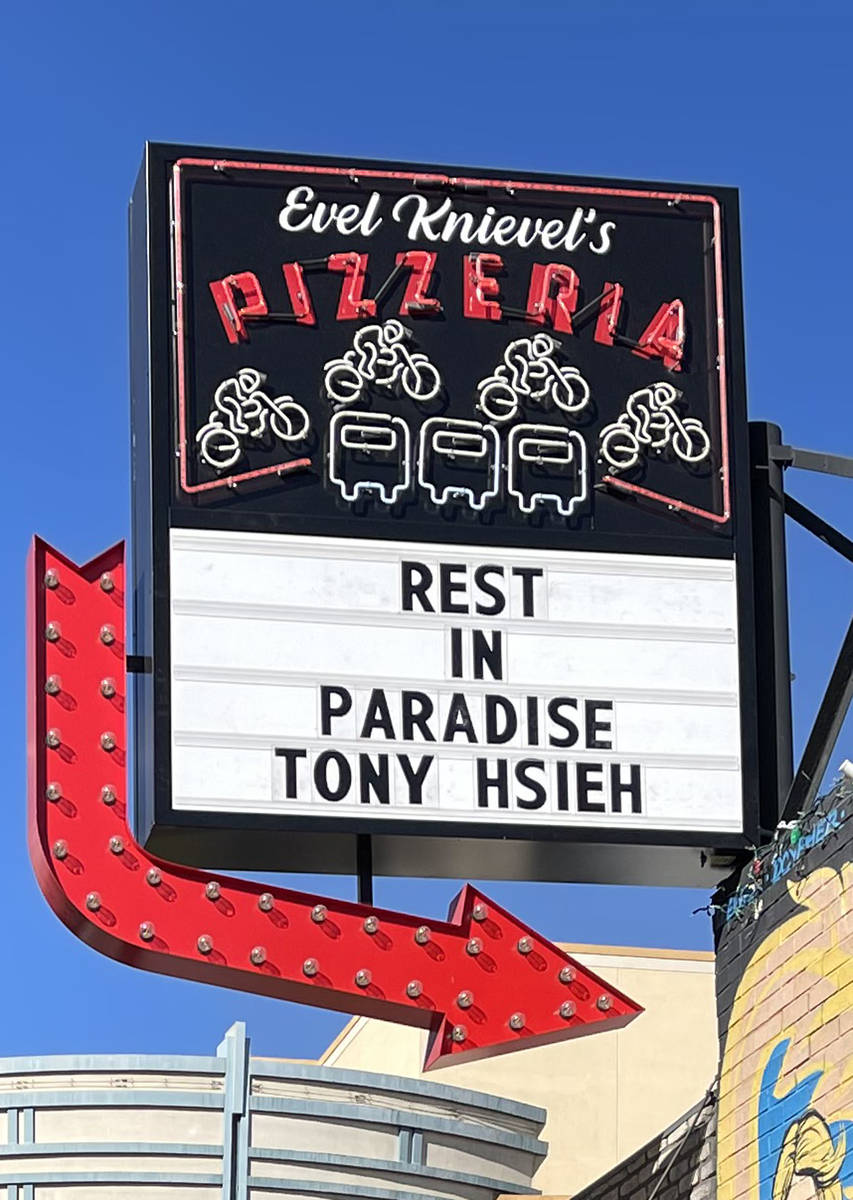 Evel Knievel's
PIZZERIA
REST
IN
PARADISE
TONY HSIEH